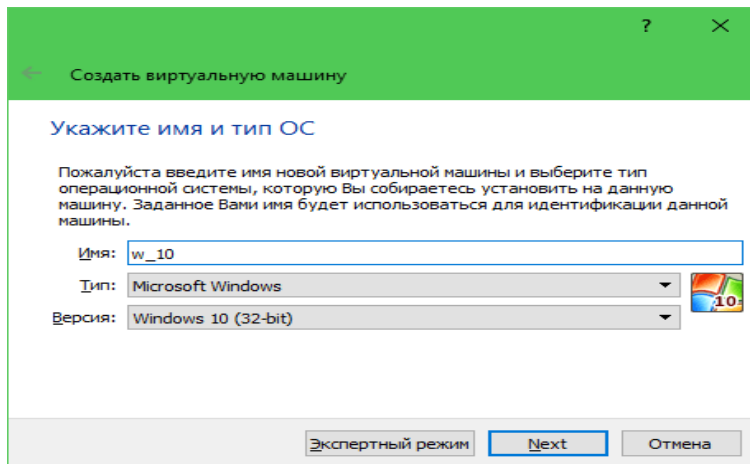 ?
Создать виртуальную машину
Укажите имя и тип ОС
Пожалуйста введите имя новой виртуальной машины и выберите тип
операционной системы, которую Вы собираетесь установить на данную
машину. Заданное Вами имя будет использоваться для идентификации данной
машины.
Имя: w_10
Тип: Microsoft Windows
10
Версия: Windows 10 (32-bit)
Экспертный режим Next Отмена